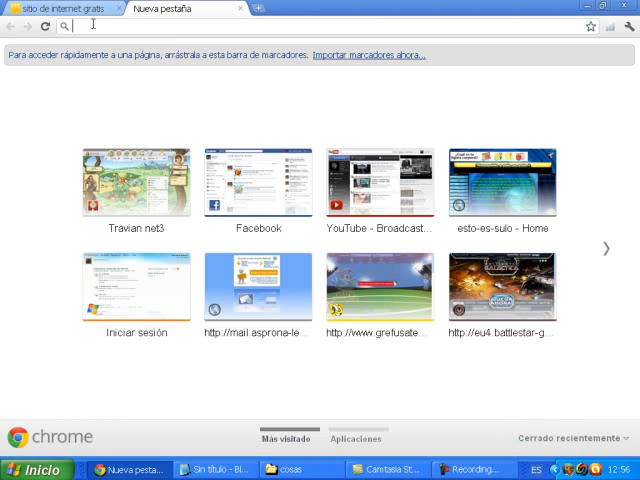 sitio de internet gratis
Nueva pestaña
Para acceder rápidamente a una página, arrástrala a esta barra de marcadores. Importar marcadores ahora...
Travian net3
Facebook
YouTube - Broadcast...
esto-es-sulo - Home
Iniciar sesión
http://mail.asprona-le...
http://www.grefusate...
http://eu4.battlestar-g...
chrome
Más visitado
Aplicaciones
Cerrado recientemente
Inicio
Nueva pesta...
Sin título - Bl...
cosas
Camtasia St...
Recording...
ES
12:56